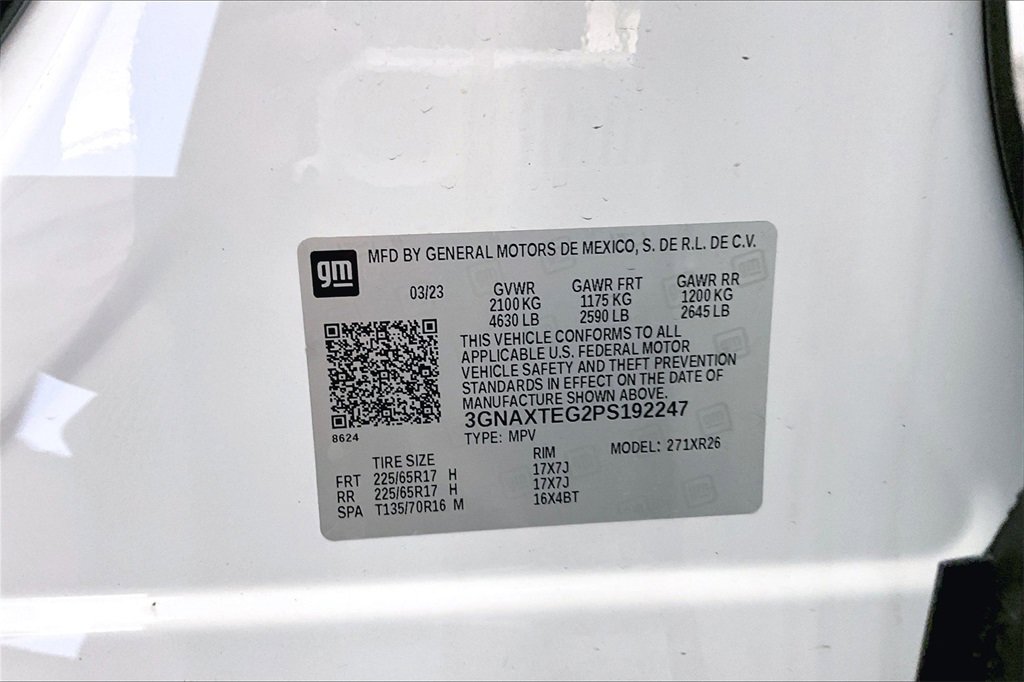 gm
MFD BY GENERAL MOTORS DE MEXICO, S. DE R.L. DE C.V.
03/23 GVWR GAWR FRT GAWR RR
2100 KG 1175 KG 1200 KG
4630 LB 2590 LB 2645 LB
THIS VEHICLE CONFORMS TO ALL
APPLICABLE U.S. FEDERAL MOTOR
VEHICLE SAFETY AND THEFT PREVENTION
STANDARDS IN EFFECT ON THE DATE OF
MANUFACTURE SHOWN ABOVE.
3GNAXTEG2PS192247
8624
TYPE: MPV MODEL: 271XR26
TIRE SIZE RIM
FRT 225/65R17 H 17X7J
RR 225/65R17 H 17X7J
SPA T135/70R16 M 16X4BT